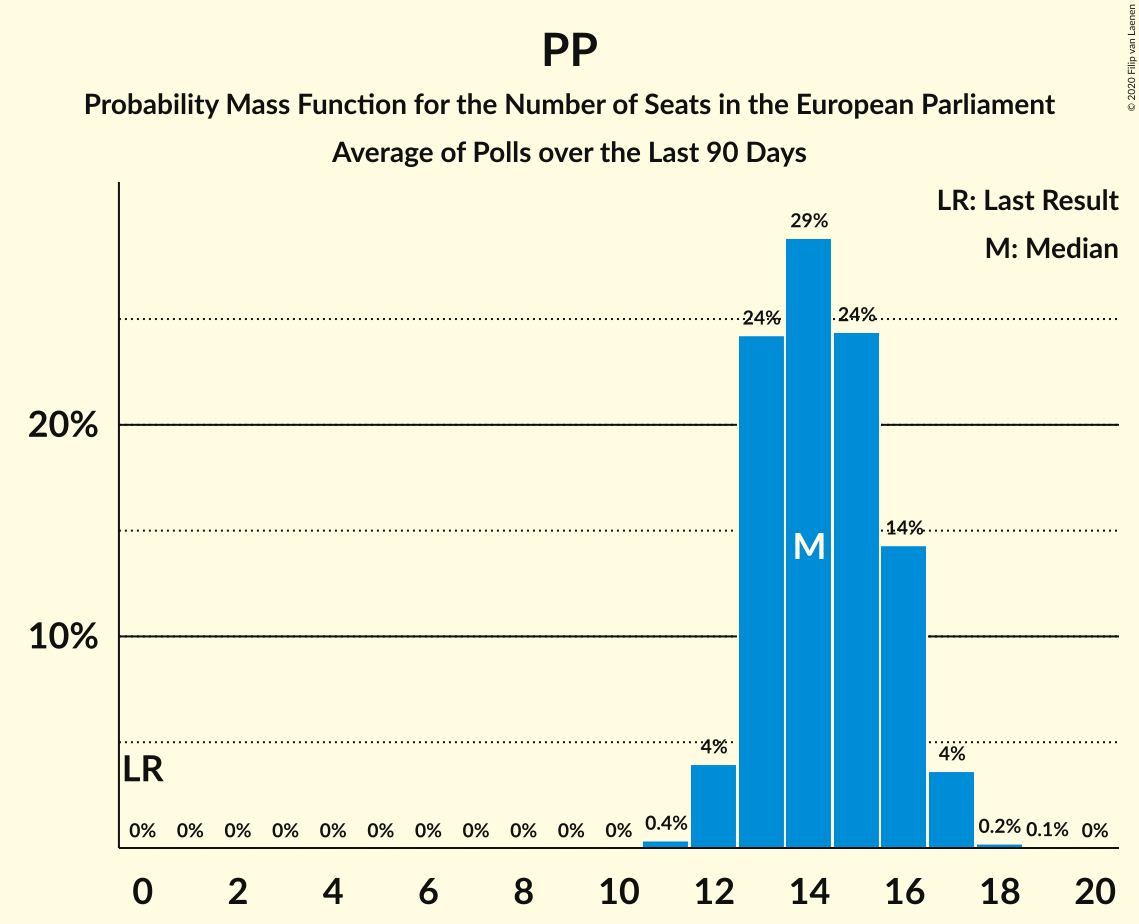 PP
Probability Mass Function for the Number of Seats in the European Parliament
Average of Polls over the Last 90 Days
© 2020 Filip van Laenen
LR: Last Result
M: Median
29%
24% 24%
20%
14%
M
10%
4% 4%
LR
0% 0% 0% 0% 0% 0% 0% 0% 0% 0% 0% 0.4% 0.2% 0.1% 0%
0 2 4 6 8 10 12 14 16 18 20